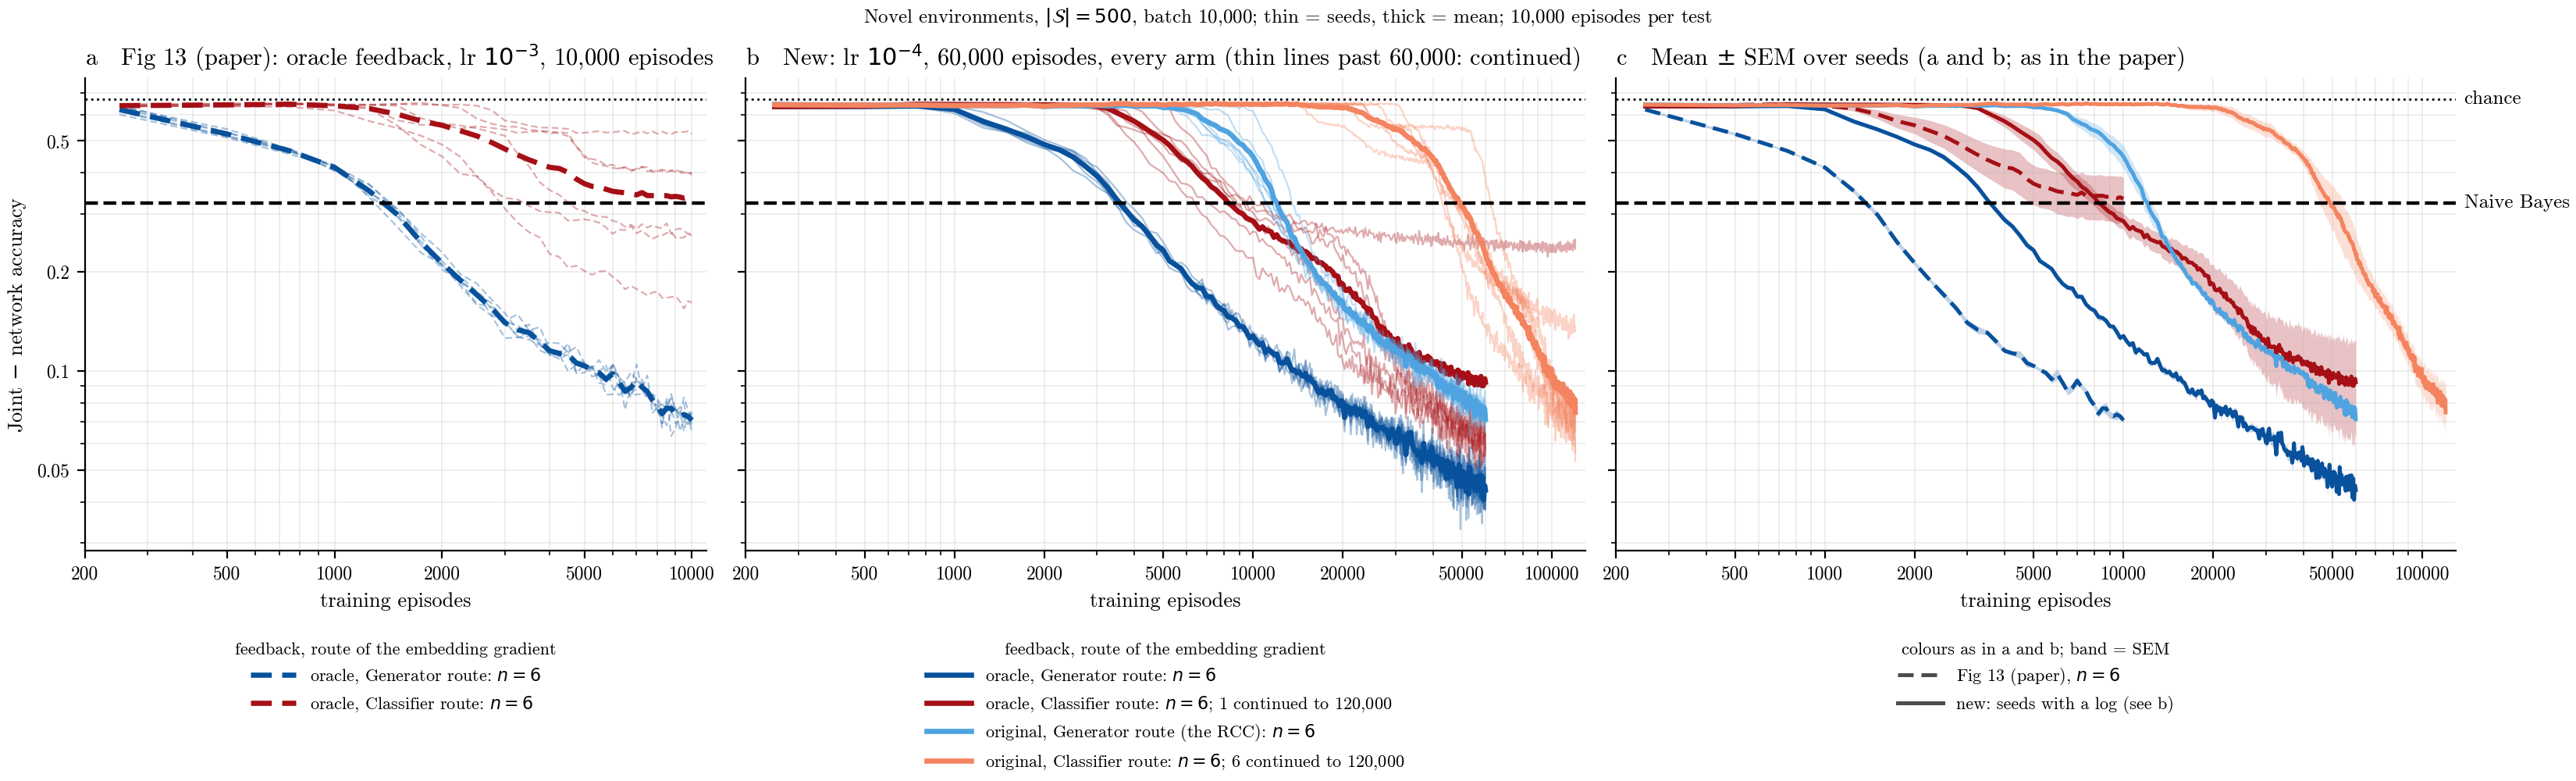 Novel environments, |𝒮| = 500, batch 10,000; thin = seeds, thick = mean; 10,000 episodes per test
a Fig 13 (paper): oracle feedback, lr 10⁻³, 10,000 episodes
b New: lr 10⁻⁴, 60,000 episodes, every arm (thin lines past 60,000: continued)
c Mean ± SEM over seeds (a and b; as in the paper)
Joint − network accuracy
0.5
0.2
0.1
0.05
chance
Naive Bayes
200 500 1000 2000 5000 10000
200 500 1000 2000 5000 10000 20000 50000 100000
200 500 1000 2000 5000 10000 20000 50000 100000
training episodes
training episodes
training episodes
feedback, route of the embedding gradient
oracle, Generator route: n = 6
oracle, Classifier route: n = 6
feedback, route of the embedding gradient
oracle, Generator route: n = 6
oracle, Classifier route: n = 6; 1 continued to 120,000
original, Generator route (the RCC): n = 6
original, Classifier route: n = 6; 6 continued to 120,000
colours as in a and b; band = SEM
Fig 13 (paper), n = 6
new: seeds with a log (see b)